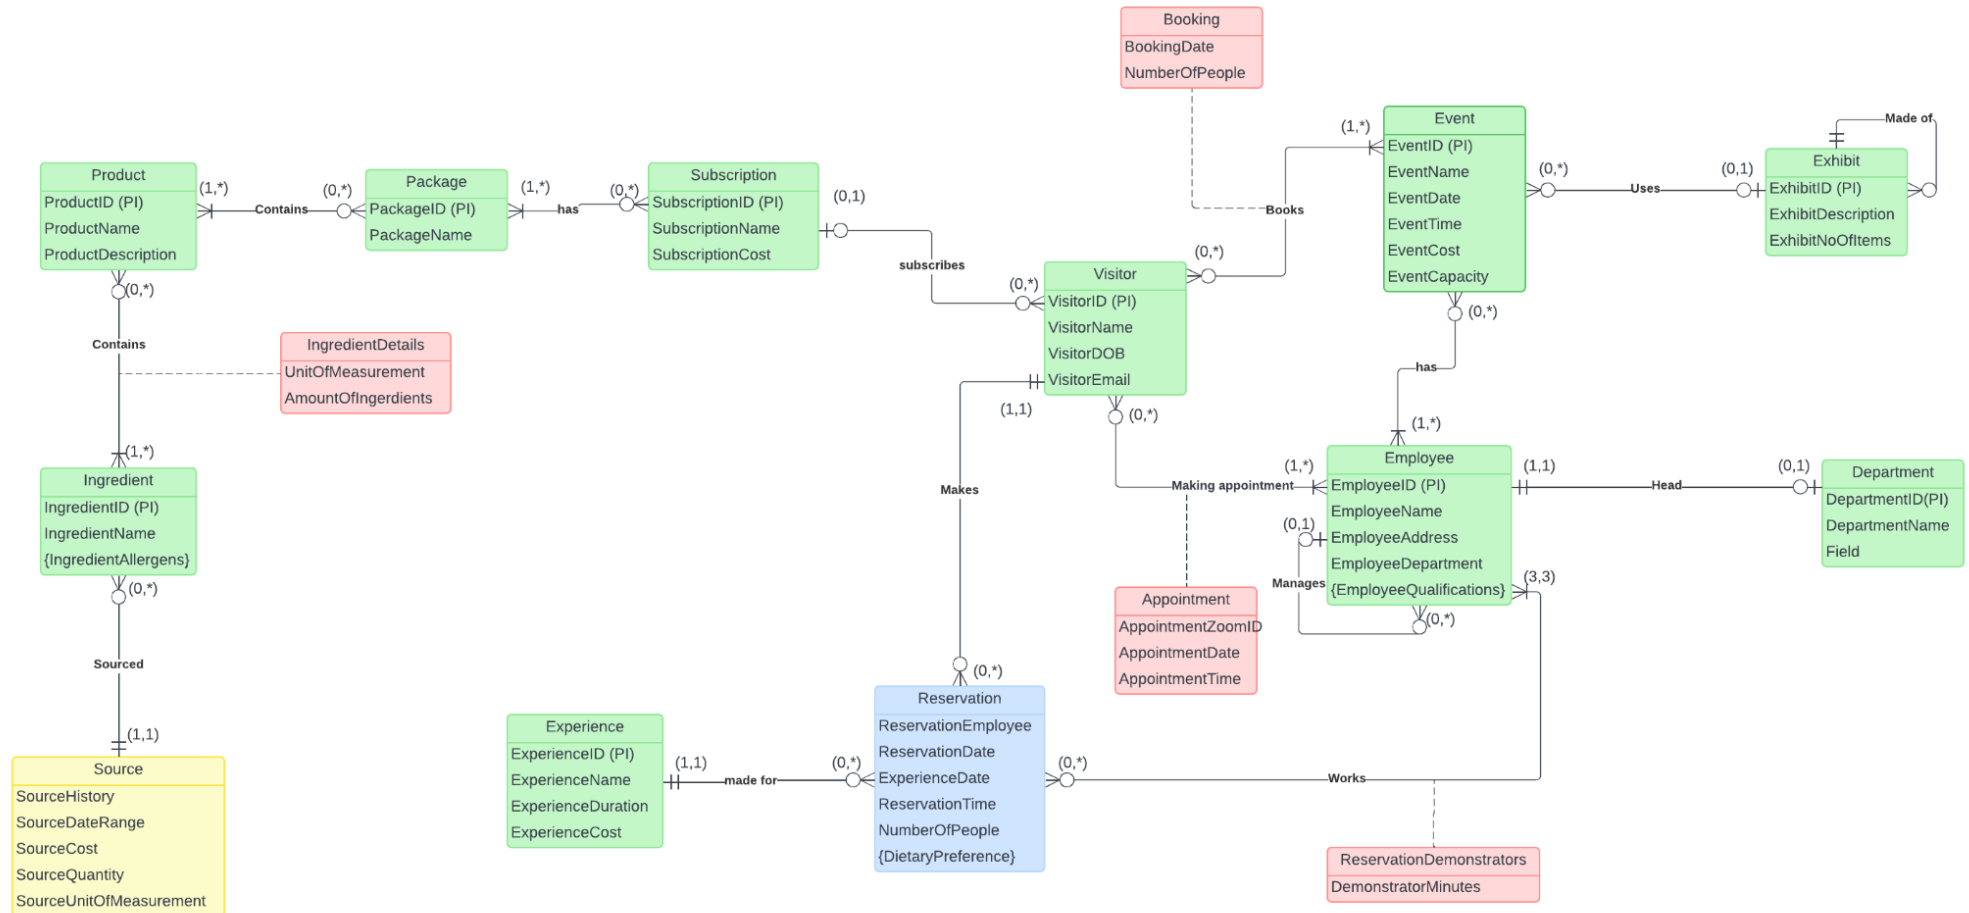 Booking
BookingDate
NumberOfPeople
Event
EventID (PI)
EventName
EventDate
EventTime
EventCost
EventCapacity
(1,*)
(0,*)
Uses
(0,1)
Made of
Exhibit
ExhibitID (PI)
ExhibitDescription
ExhibitNoOfItems
Product
ProductID (PI)
ProductName
ProductDescription
(1,*)
Contains
(0,*)
Package
PackageID (PI)
PackageName
(1,*)
has
(0,*)
Subscription
SubscriptionID (PI)
SubscriptionName
SubscriptionCost
(0,1)
subscribes
(0,*)
Books
(0,*)
Visitor
VisitorID (PI)
VisitorName
VisitorDOB
VisitorEmail
(0,*)
Contains
IngredientDetails
UnitOfMeasurement
AmountOfIngerdients
(1,*)
Ingredient
IngredientID (PI)
IngredientName
{IngredientAllergens}
(0,*)
Sourced
(1,1)
Source
SourceHistory
SourceDateRange
SourceCost
SourceQuantity
SourceUnitOfMeasurement
(1,1)
Makes
(0,*)
(0,*)
Making appointment
(1,*)
(0,*)
has
(1,*)
Employee
EmployeeID (PI)
EmployeeName
EmployeeAddress
EmployeeDepartment
{EmployeeQualifications}
(1,1)
Head
(0,1)
Department
DepartmentID(PI)
DepartmentName
Field
(0,1)
Manages
(0,*)
(3,3)
Appointment
AppointmentZoomID
AppointmentDate
AppointmentTime
Experience
ExperienceID (PI)
ExperienceName
ExperienceDuration
ExperienceCost
(1,1)
made for
(0,*)
Reservation
ReservationEmployee
ReservationDate
ExperienceDate
ReservationTime
NumberOfPeople
{DietaryPreference}
(0,*)
Works
ReservationDemonstrators
DemonstratorMinutes